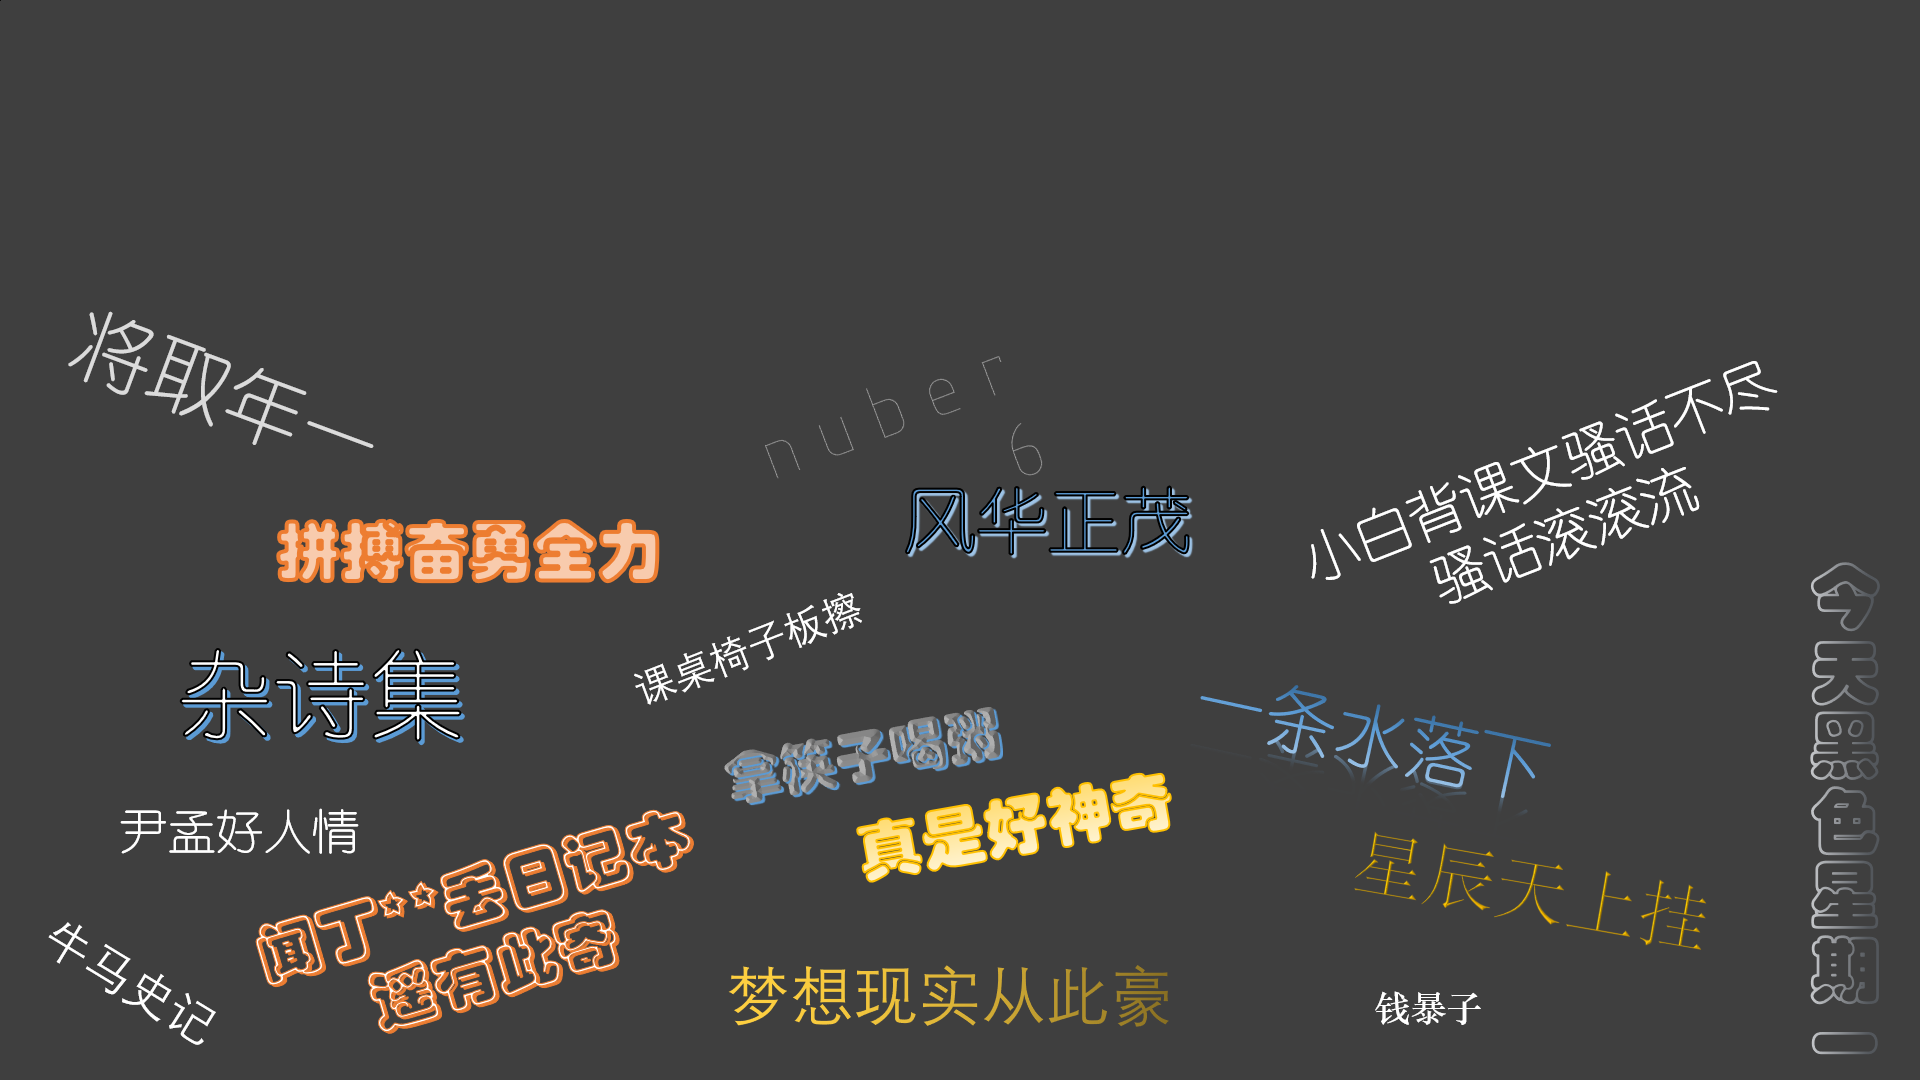 将取年一
nuber
6
风华正茂
小白背课文骚话不尽
骚话滚滚流
拼搏奋勇全力
今天黑色星期一
课桌椅子板擦
杂诗集
一条水落下
拿筷子喝粥
真是好神奇
尹孟好人情
闻丁**丢日记本
遥有此寄
星辰天上挂
牛马史记
梦想现实从此豪
钱暴子